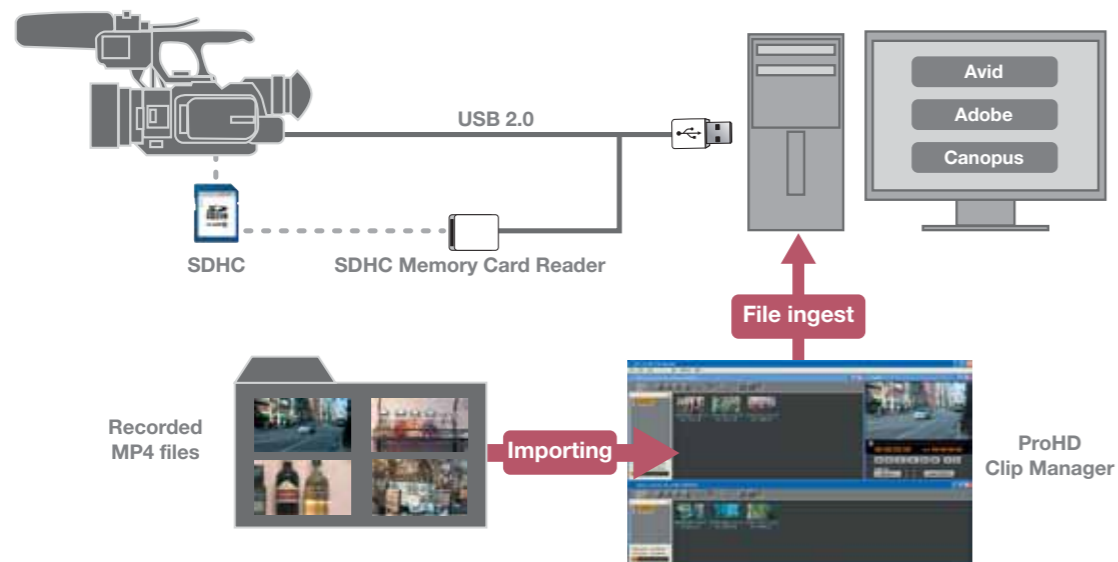 USB 2.0
Avid
Adobe
Canopus
SDHC
SDHC Memory Card Reader
File ingest
Recorded
MP4 files
Importing
ProHD
Clip Manager